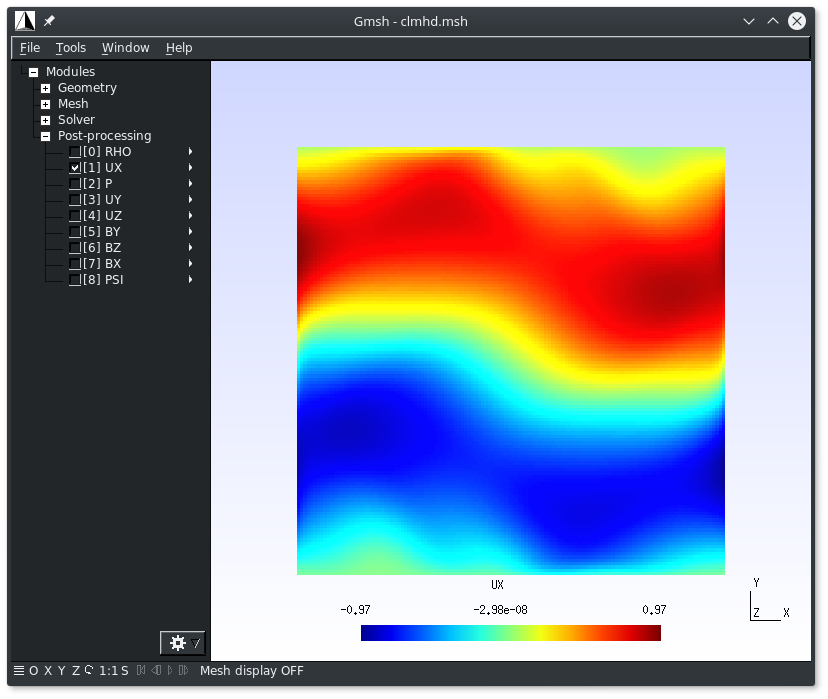 Gmsh - clmhd.msh
File Tools Window Help
Modules
Geometry
Mesh
Solver
Post-processing
[0] RHO
[1] UX
[2] P
[3] UY
[4] UZ
[5] BY
[6] BZ
[7] BX
[8] PSI
UX
-0.97 -2.98e-08 0.97
Y
Z X
O X Y Z 1:1 S Mesh display OFF